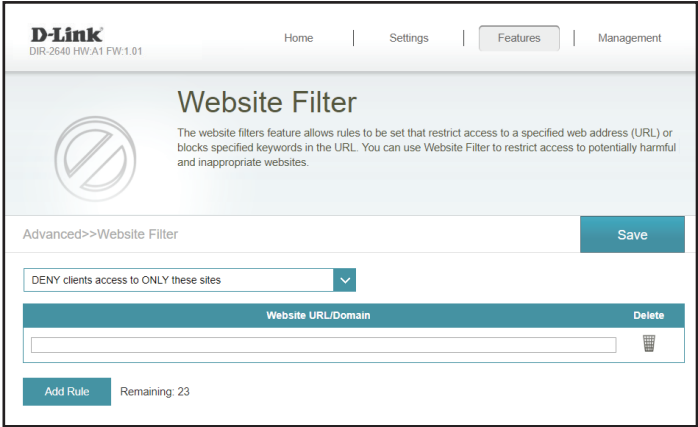 D-Link
DIR-2640 HW:A1 FW:1.01
Home | Settings | Features | Management
Website Filter
The website filters feature allows rules to be set that restrict access to a specified web address (URL) or
blocks specified keywords in the URL. You can use Website Filter to restrict access to potentially harmful
and inappropriate websites.
Advanced>>Website Filter
Save
DENY clients access to ONLY these sites
Website URL/Domain Delete
Add Rule Remaining: 23